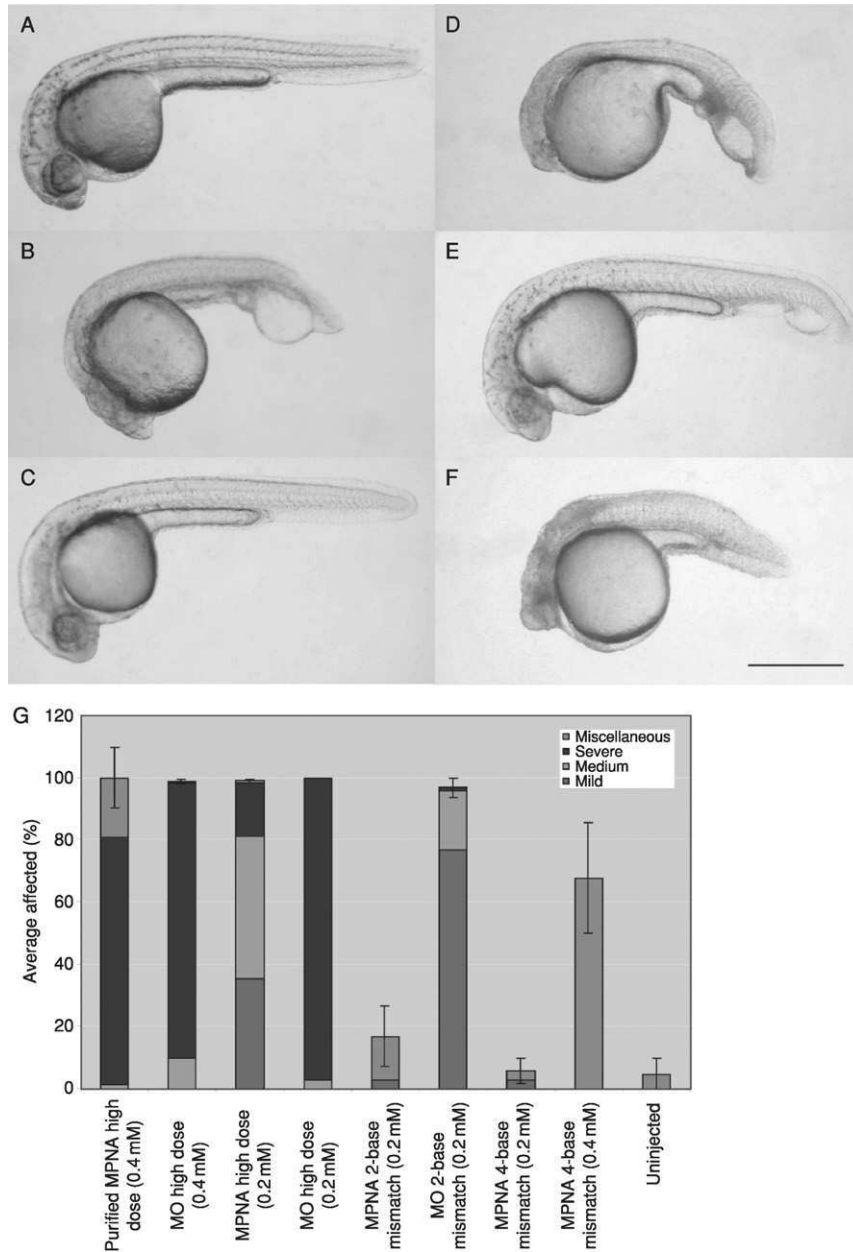 A
D
B
E
C
F
G
120
100
80
60
40
20
0
Average affected (%)
Miscellaneous
Severe
Medium
Mild
Purified MPNA high
dose (0.4 mM)
MO high dose
(0.4 mM)
MPNA high dose
(0.2 mM)
MO high dose
(0.2 mM)
MPNA 2-base
mismatch (0.2 mM)
MO 2-base
mismatch (0.2 mM)
MPNA 4-base
mismatch (0.2 mM)
MPNA 4-base
mismatch (0.4 mM)
Uninjected